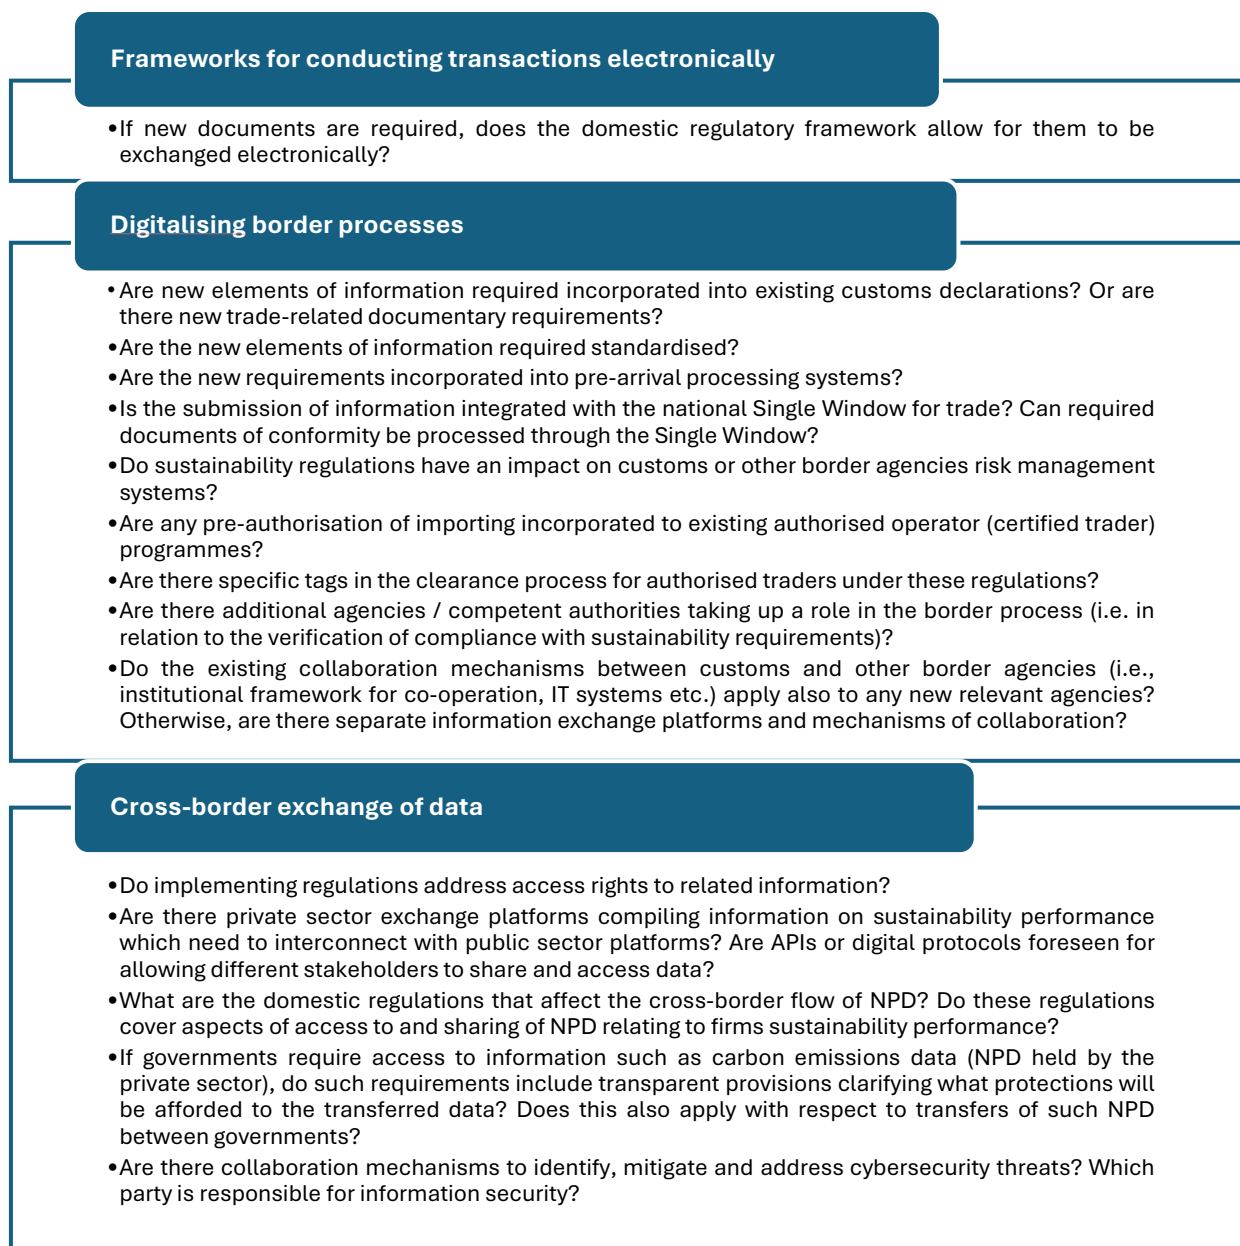 Frameworks for conducting transactions electronically
•If new documents are required, does the domestic regulatory framework allow for them to be
exchanged electronically?
Digitalising border processes
•Are new elements of information required incorporated into existing customs declarations? Or are
there new trade-related documentary requirements?
•Are the new elements of information required standardised?
•Are the new requirements incorporated into pre-arrival processing systems?
•Is the submission of information integrated with the national Single Window for trade? Can required
documents of conformity be processed through the Single Window?
•Do sustainability regulations have an impact on customs or other border agencies risk management
systems?
•Are any pre-authorisation of importing incorporated to existing authorised operator (certified trader)
programmes?
•Are there specific tags in the clearance process for authorised traders under these regulations?
•Are there additional agencies / competent authorities taking up a role in the border process (i.e. in
relation to the verification of compliance with sustainability requirements)?
•Do the existing collaboration mechanisms between customs and other border agencies (i.e.,
institutional framework for co-operation, IT systems etc.) apply also to any new relevant agencies?
Otherwise, are there separate information exchange platforms and mechanisms of collaboration?
Cross-border exchange of data
•Do implementing regulations address access rights to related information?
•Are there private sector exchange platforms compiling information on sustainability performance
which need to interconnect with public sector platforms? Are APIs or digital protocols foreseen for
allowing different stakeholders to share and access data?
•What are the domestic regulations that affect the cross-border flow of NPD? Do these regulations
cover aspects of access to and sharing of NPD relating to firms sustainability performance?
•If governments require access to information such as carbon emissions data (NPD held by the
private sector), do such requirements include transparent provisions clarifying what protections will
be afforded to the transferred data? Does this also apply with respect to transfers of such NPD
between governments?
•Are there collaboration mechanisms to identify, mitigate and address cybersecurity threats? Which
party is responsible for information security?